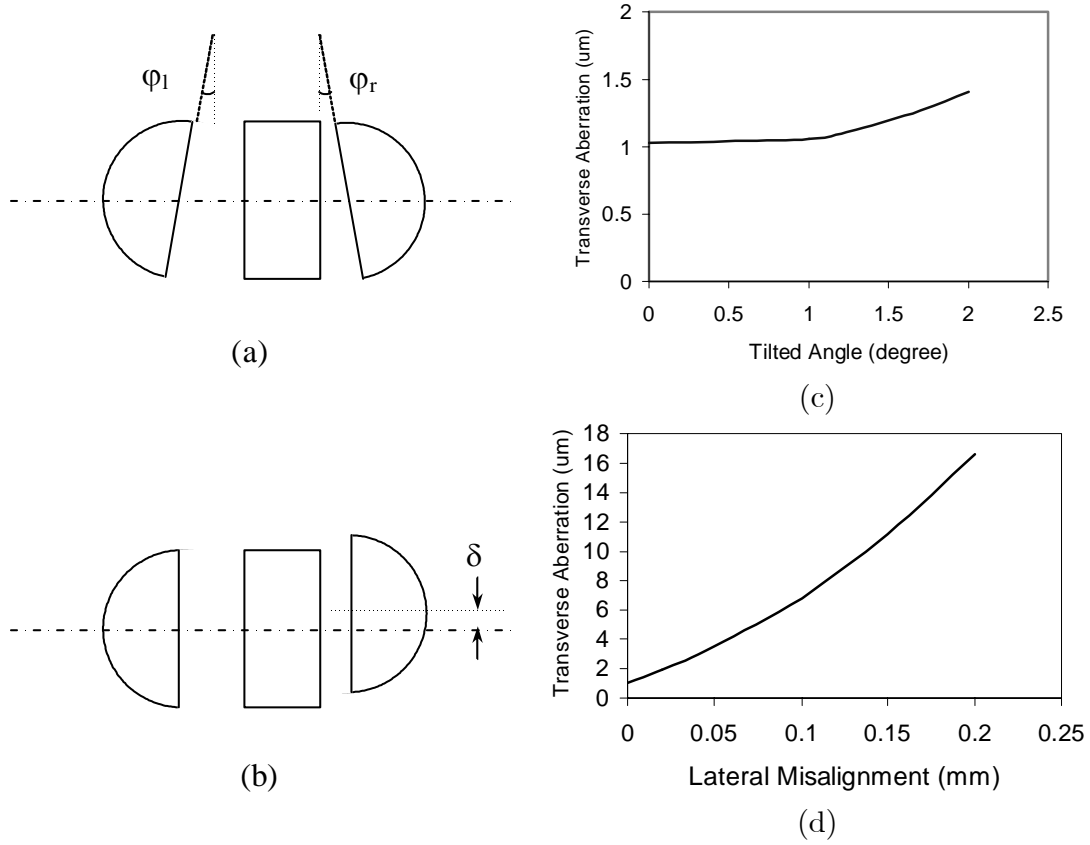 φl
φr
(a)
2
1.5
1
0.5
0
Transverse Aberration (um)
0 0.5 1 1.5 2 2.5
Tilted Angle (degree)
(c)
δ
(b)
18
16
14
12
10
8
6
4
2
0
Transverse Aberration (um)
0 0.05 0.1 0.15 0.2 0.25
Lateral Misalignment (mm)
(d)